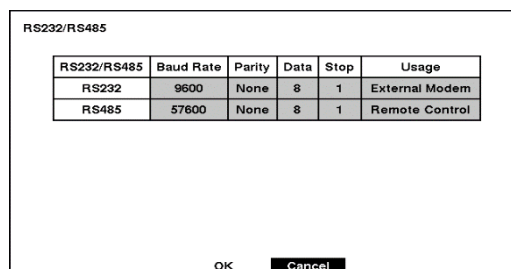 RS232/RS485
RS232/RS485 Baud Rate Parity Data Stop Usage
RS232 9600 None 8 1 External Modem
RS485 57600 None 8 1 Remote Control
OK Cancel